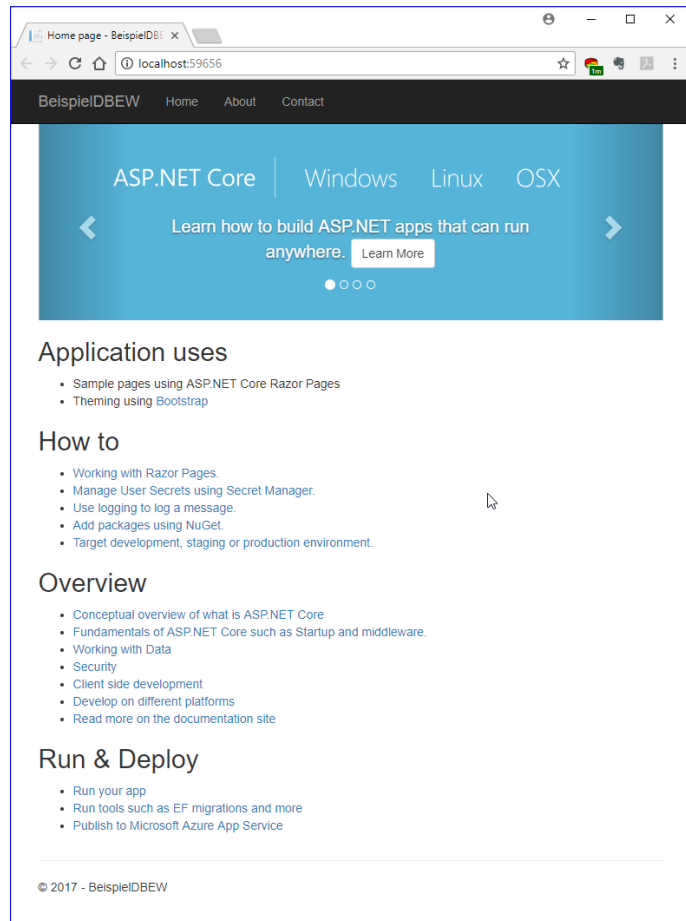 Home page - BeispielDBE
localhost:59656
1m
BeispielDBEW Home About Contact
ASP.NET Core Windows Linux OSX
Learn how to build ASP.NET apps that can run
anywhere. Learn More
Application uses
Sample pages using ASP.NET Core Razor Pages
Theming using Bootstrap
How to
Working with Razor Pages.
Manage User Secrets using Secret Manager.
Use logging to log a message.
Add packages using NuGet.
Target development, staging or production environment.
Overview
Conceptual overview of what is ASP.NET Core
Fundamentals of ASP.NET Core such as Startup and middleware.
Working with Data
Security
Client side development
Develop on different platforms
Read more on the documentation site
Run & Deploy
Run your app
Run tools such as EF migrations and more
Publish to Microsoft Azure App Service
© 2017 - BeispielDBEW